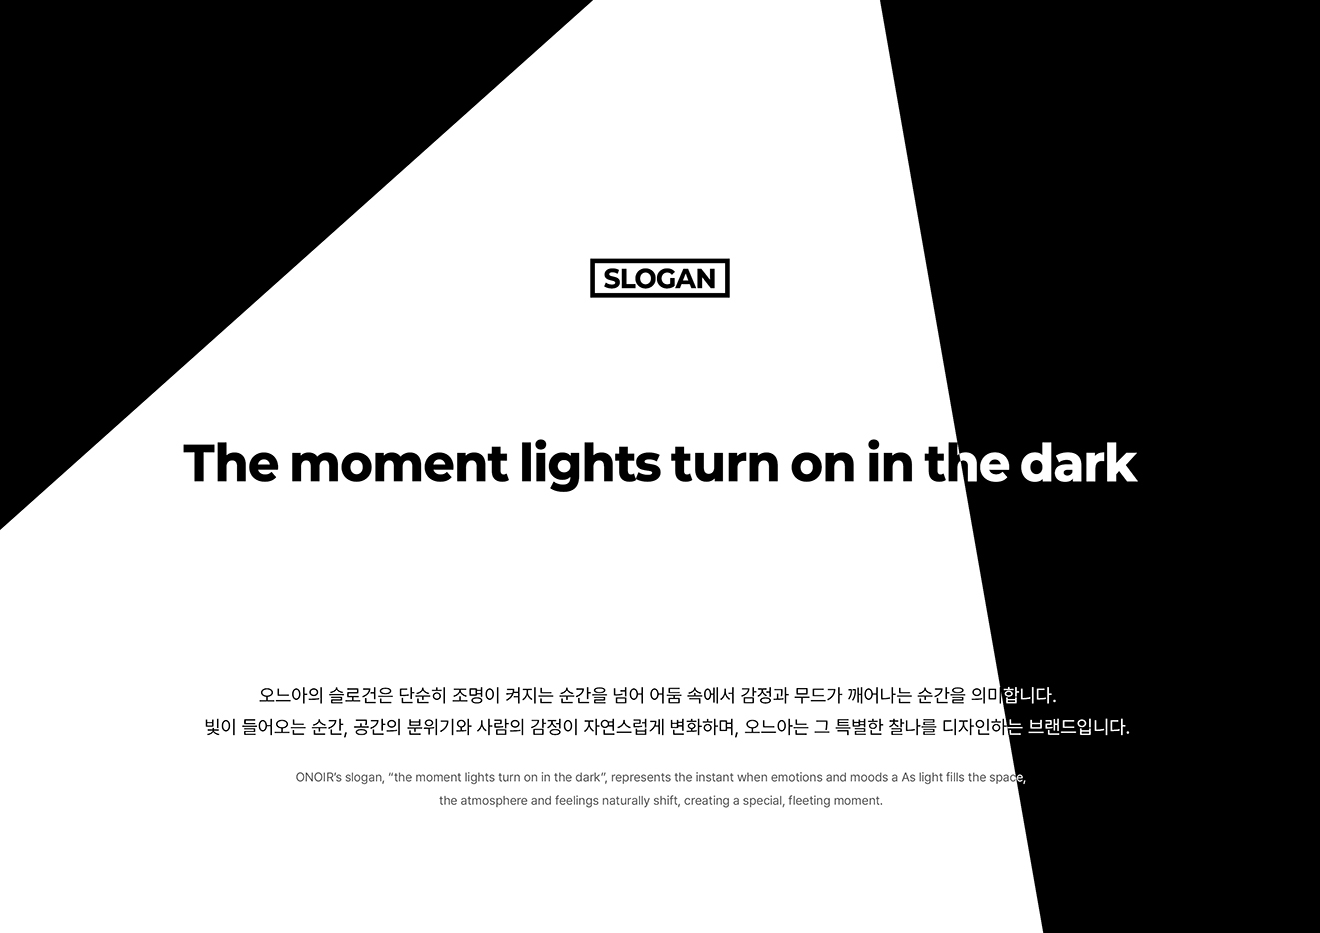 SLOGAN
The moment lights turn on in the dark
오느아의 슬로건은 단순히 조명이 켜지는 순간을 넘어 어둠 속에서 감정과 무드가 깨어나는 순간을 의미합니다.
빛이 들어오는 순간, 공간의 분위기와 사람의 감정이 자연스럽게 변화하며, 오느아는 그 특별한 찰나를 디자인하는 브랜드입니다.
ONOIR’s slogan, “the moment lights turn on in the dark”, represents the instant when emotions and moods a As light fills the space,
the atmosphere and feelings naturally shift, creating a special, fleeting moment.